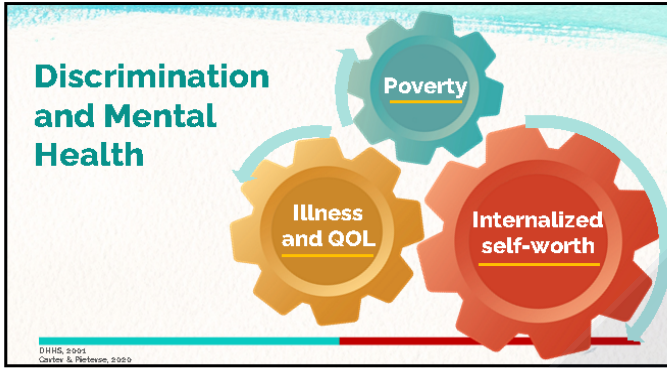 Discrimination
and Mental
Health
Poverty
Illness
and QOL
Internalized
self-worth
DHHS, 2001
Carter & Pieterse, 2020